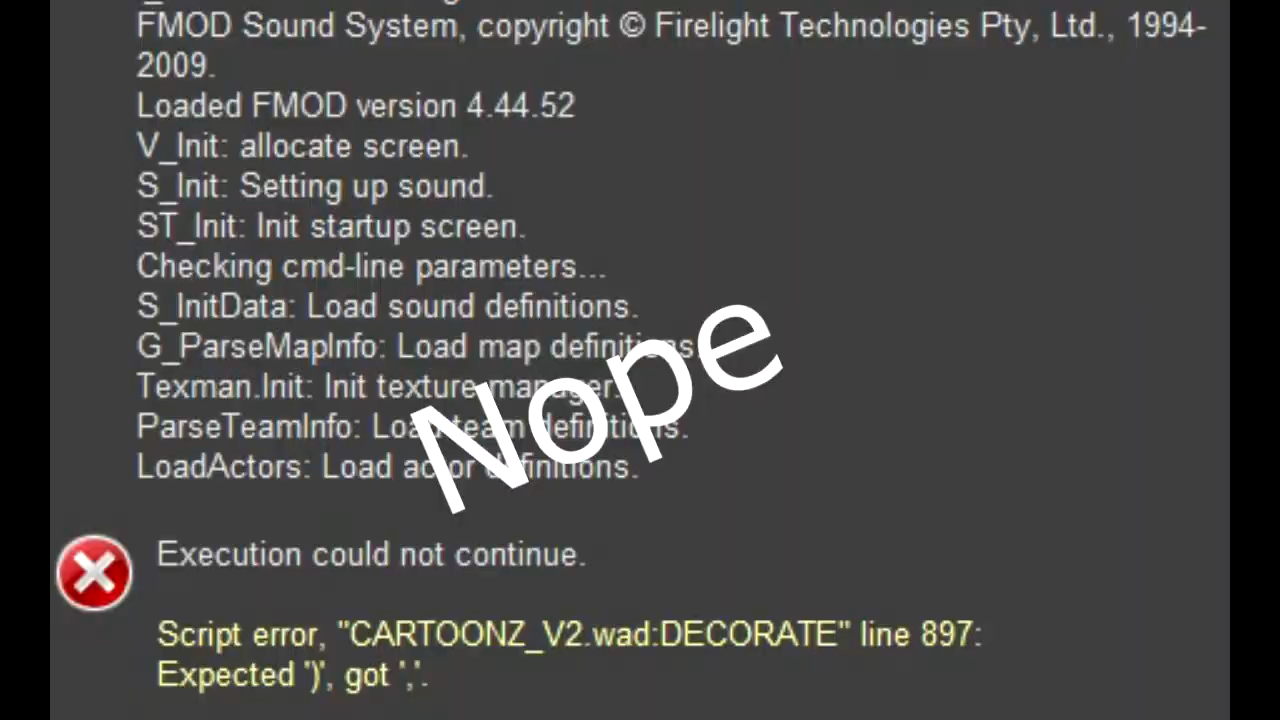 FMOD Sound System, copyright © Firelight Technologies Pty, Ltd., 1994-
2009.
Loaded FMOD version 4.44.52
V_Init: allocate screen.
S_Init: Setting up sound.
ST_Init: Init startup screen.
Checking cmd-line parameters...
S_InitData: Load sound definitions.
G_ParseMapInfo: Load map definitions.
Texman.Init: Init texture manager.
ParseTeamInfo: Load team definitions.
LoadActors: Load actor definitions.
Nope
Execution could not continue.
Script error, "CARTOONZ_V2.wad:DECORATE" line 897:
Expected ')', got ','.